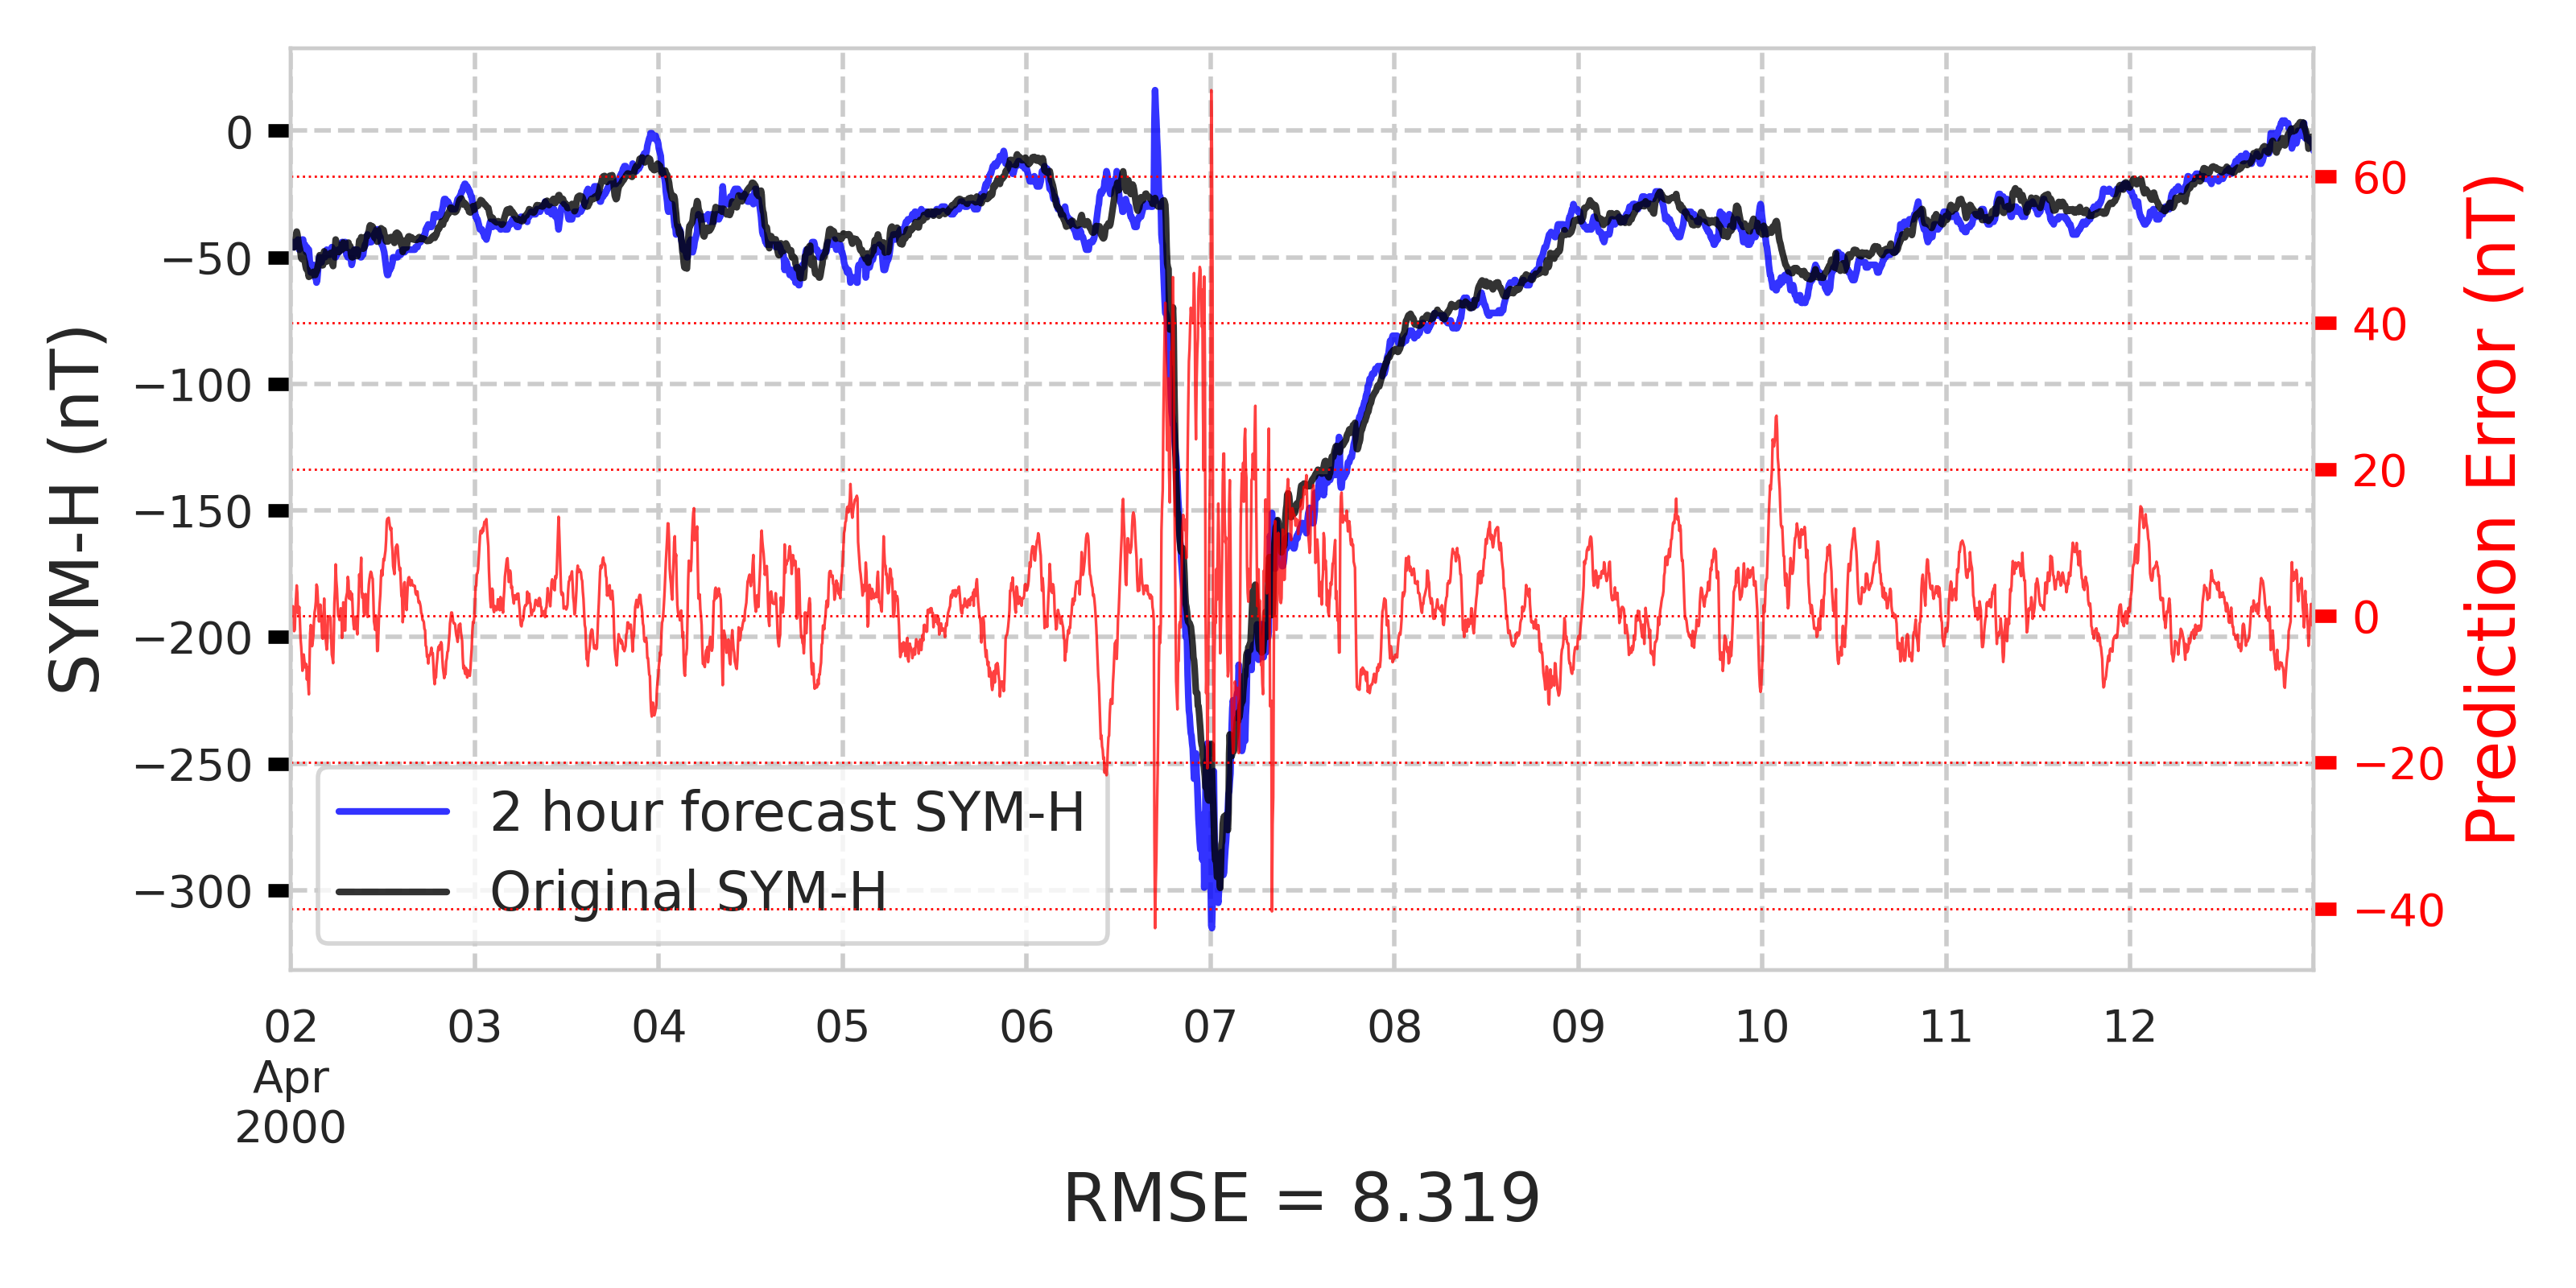 SYM-H (nT)
0
−50
−100
−150
−200
−250
−300
2 hour forecast SYM-H
Original SYM-H
60
40
20
0
−20
−40
Prediction Error (nT)
02 03 04 05 06 07 08 09 10 11 12
Apr
2000
RMSE = 8.319